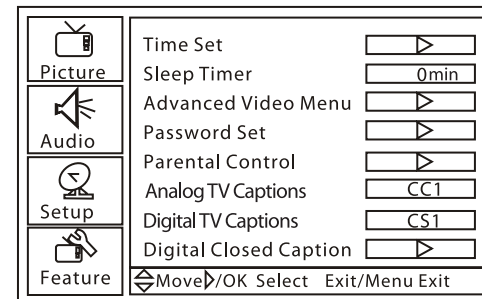 Picture
Audio
Setup
Feature
Time Set
Sleep Timer 0min
Advanced Video Menu
Password Set
Parental Control
Analog TV Captions CC1
Digital TV Captions CS1
Digital Closed Caption
Move /OK Select Exit/Menu Exit